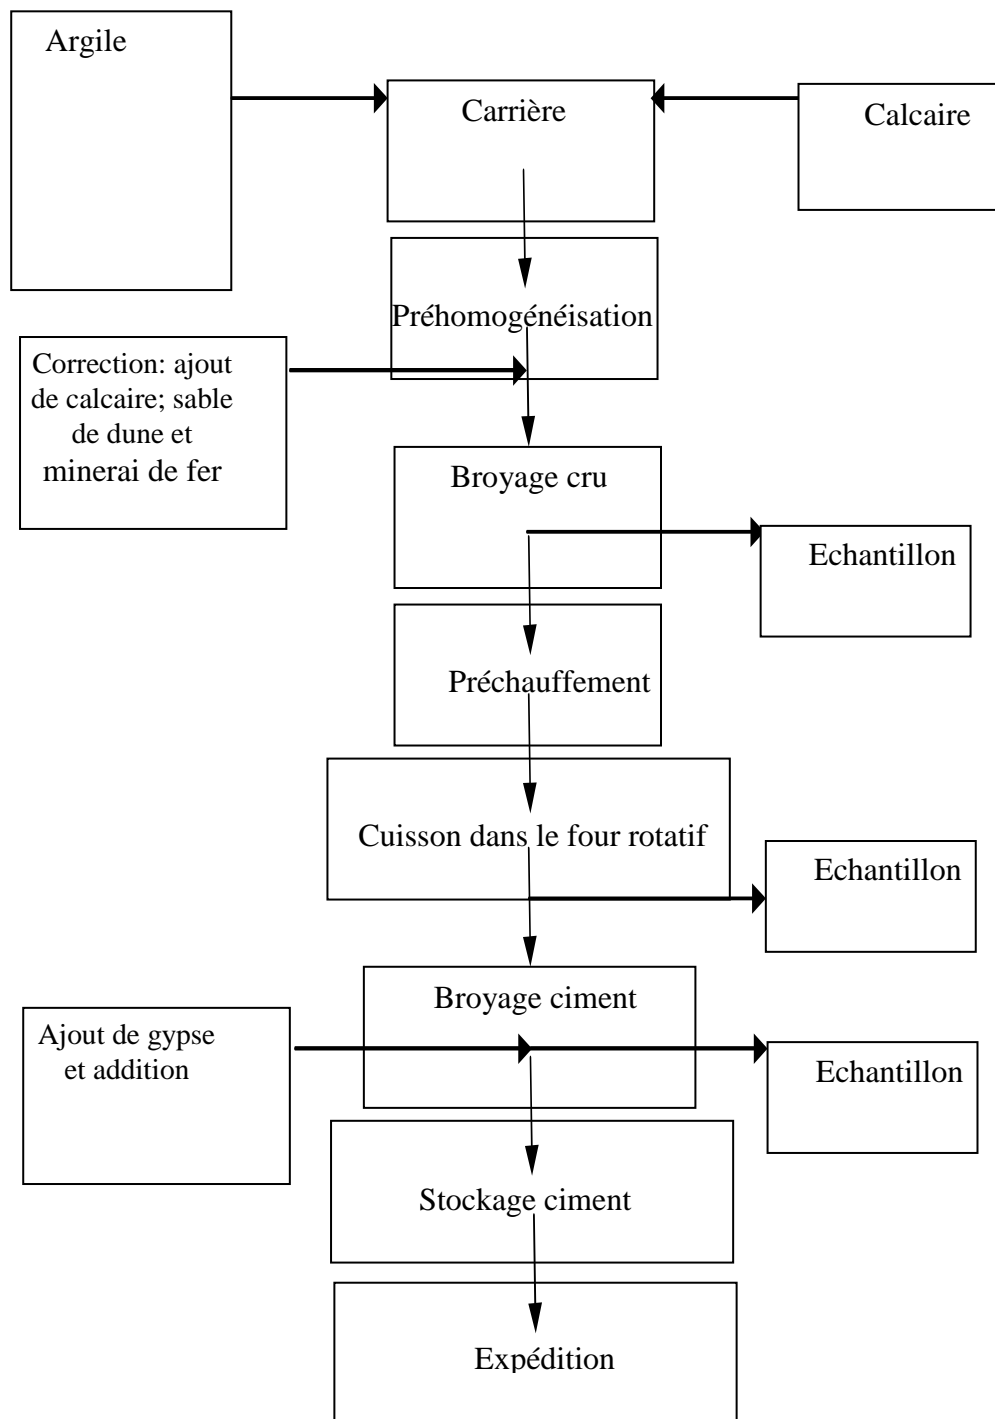 Argile
Carrière
Calcaire
Préhomogénéisation
Correction: ajout
de calcaire; sable
de dune et
minerai de fer
Broyage cru
Echantillon
Préchauffement
Cuisson dans le four rotatif
Echantillon
Broyage ciment
Ajout de gypse
et addition
Echantillon
Stockage ciment
Expédition